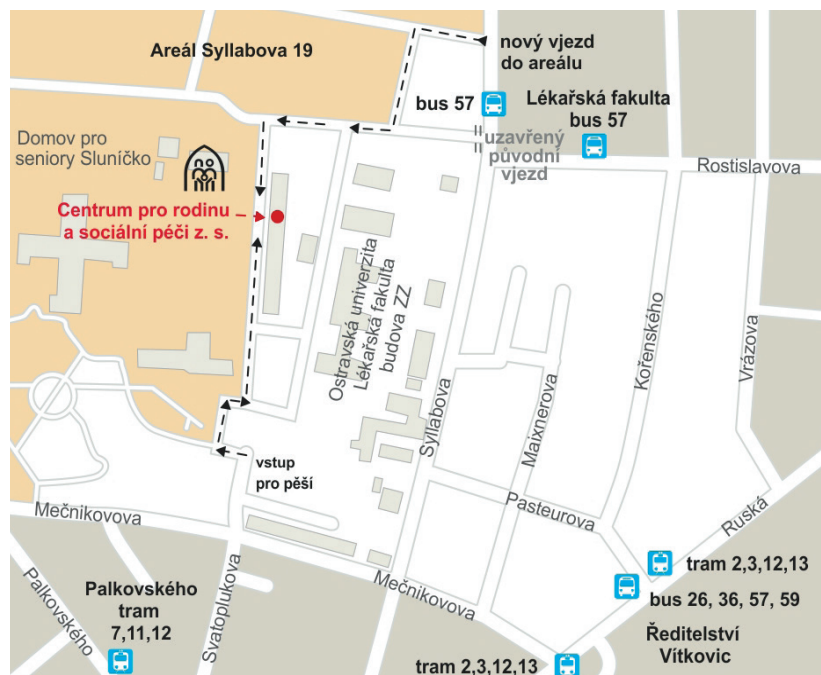 Areál Syllabova 19
nový vjezd
do areálu
bus 57
Lékařská fakulta
bus 57
Domov pro
seniory Sluníčko
uzavřený
původní
vjezd
Rostislavova
Centrum pro rodinu
a sociální péči z. s.
Ostravská univerzita
Lékařská fakulta
budova ZZ
Kořenského
Vrázova
Syllabova
Maixnerova
vstup
pro pěší
Pasteurova
Ruská
Mečnikovova
Palkovského
Svatoplukova
Palkovského
tram
7,11,12
Mečnikovova
tram 2,3,12,13
bus 26, 36, 57, 59
Ředitelství
Vítkovic
tram 2,3,12,13